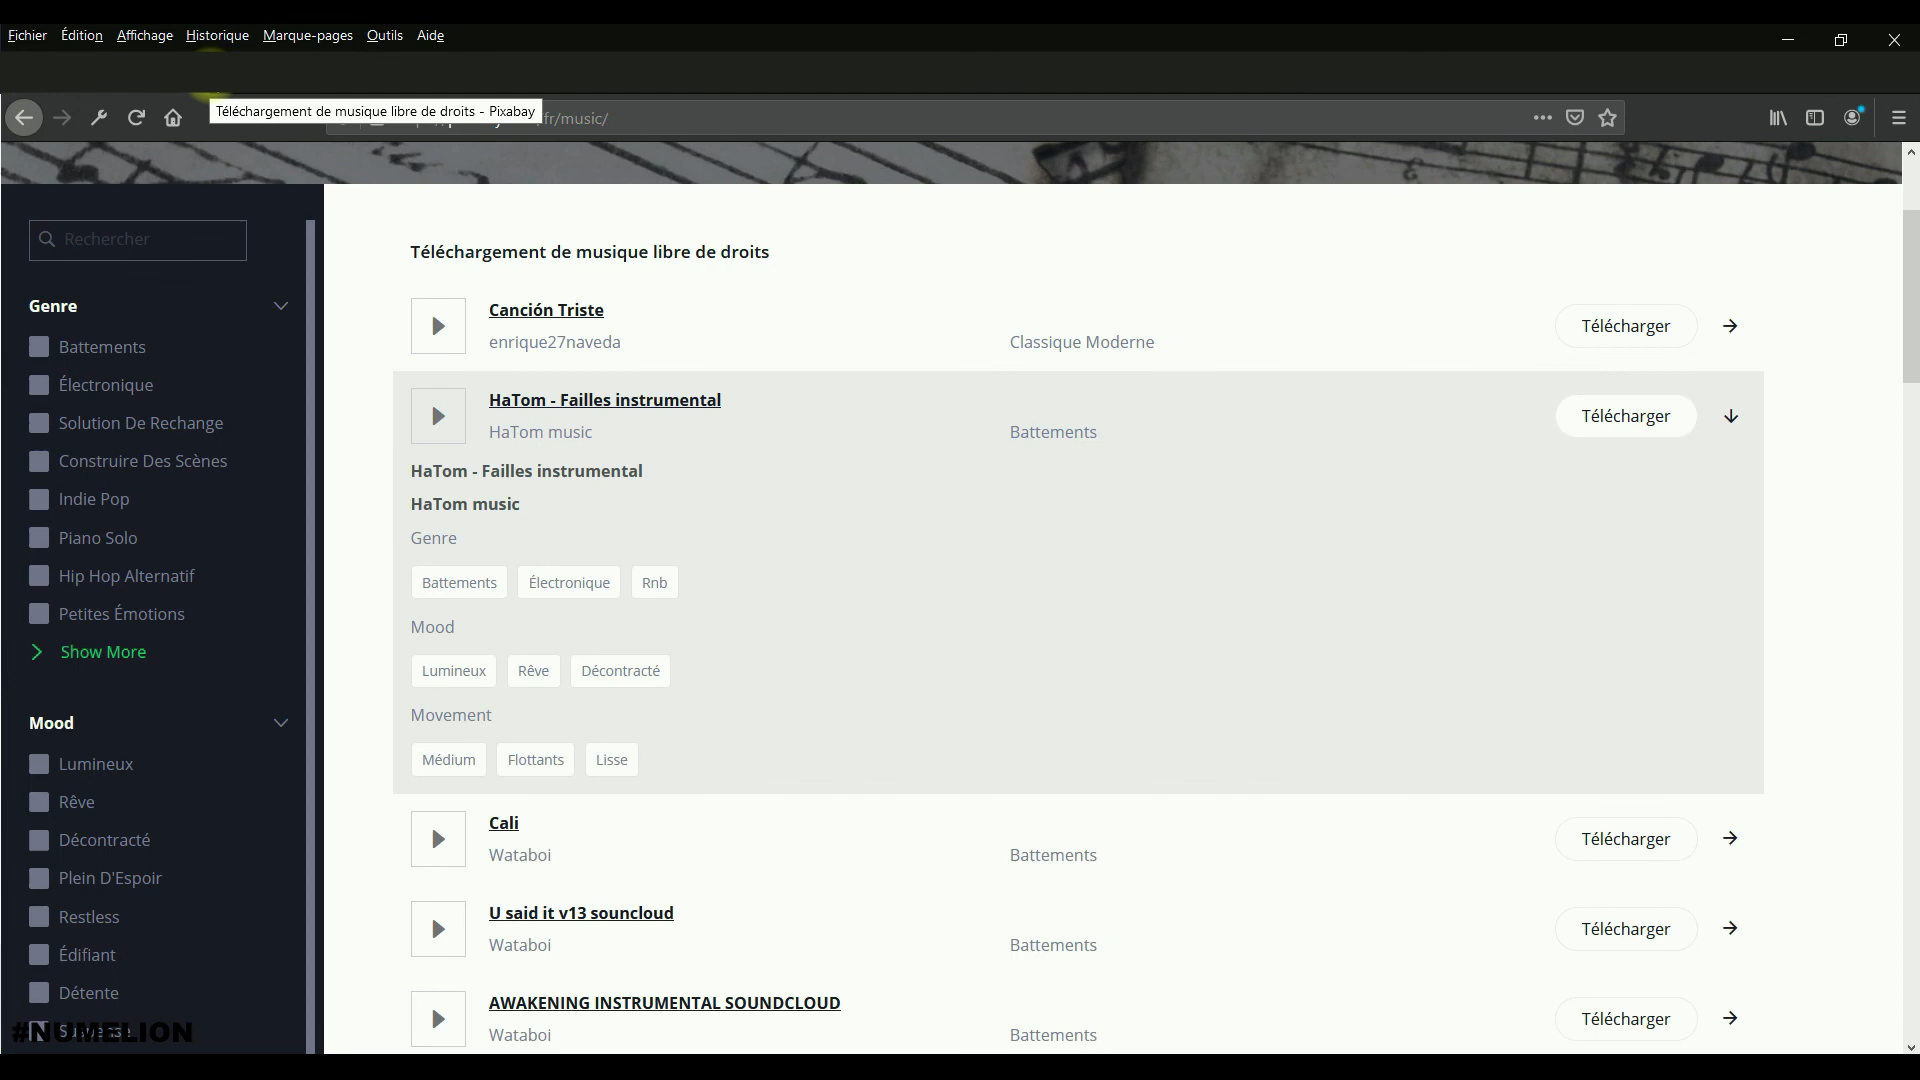 Fichier Édition Affichage Historique Marque-pages Outils Aide
Téléchargement de musique libre de droits - Pixabay
fr/music/
Rechercher
Genre
Battements
Électronique
Solution De Rechange
Construire Des Scènes
Indie Pop
Piano Solo
Hip Hop Alternatif
Petites Émotions
Show More
Mood
Lumineux
Rêve
Décontracté
Plein D'Espoir
Restless
Édifiant
Détente
#NUMELION
Téléchargement de musique libre de droits
Canción Triste
enrique27naveda Classique Moderne
Télécharger
HaTom - Failles instrumental
HaTom music Battements
Télécharger
HaTom - Failles instrumental
HaTom music
Genre
Battements Électronique Rnb
Mood
Lumineux Rêve Décontracté
Movement
Médium Flottants Lisse
Cali
Wataboi Battements
Télécharger
U said it v13 souncloud
Wataboi Battements
Télécharger
AWAKENING INSTRUMENTAL SOUNDCLOUD
Wataboi Battements
Télécharger